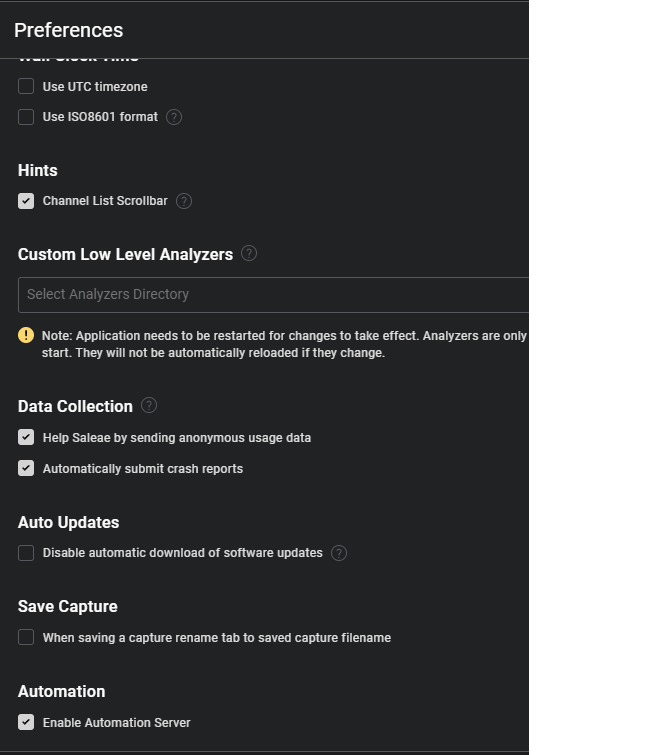 Preferences
Wall Clock Time
Use UTC timezone
Use ISO8601 format ?
Hints
Channel List Scrollbar ?
Custom Low Level Analyzers ?
Select Analyzers Directory
! Note: Application needs to be restarted for changes to take effect. Analyzers are only
start. They will not be automatically reloaded if they change.
Data Collection ?
Help Saleae by sending anonymous usage data
Automatically submit crash reports
Auto Updates
Disable automatic download of software updates ?
Save Capture
When saving a capture rename tab to saved capture filename
Automation
Enable Automation Server